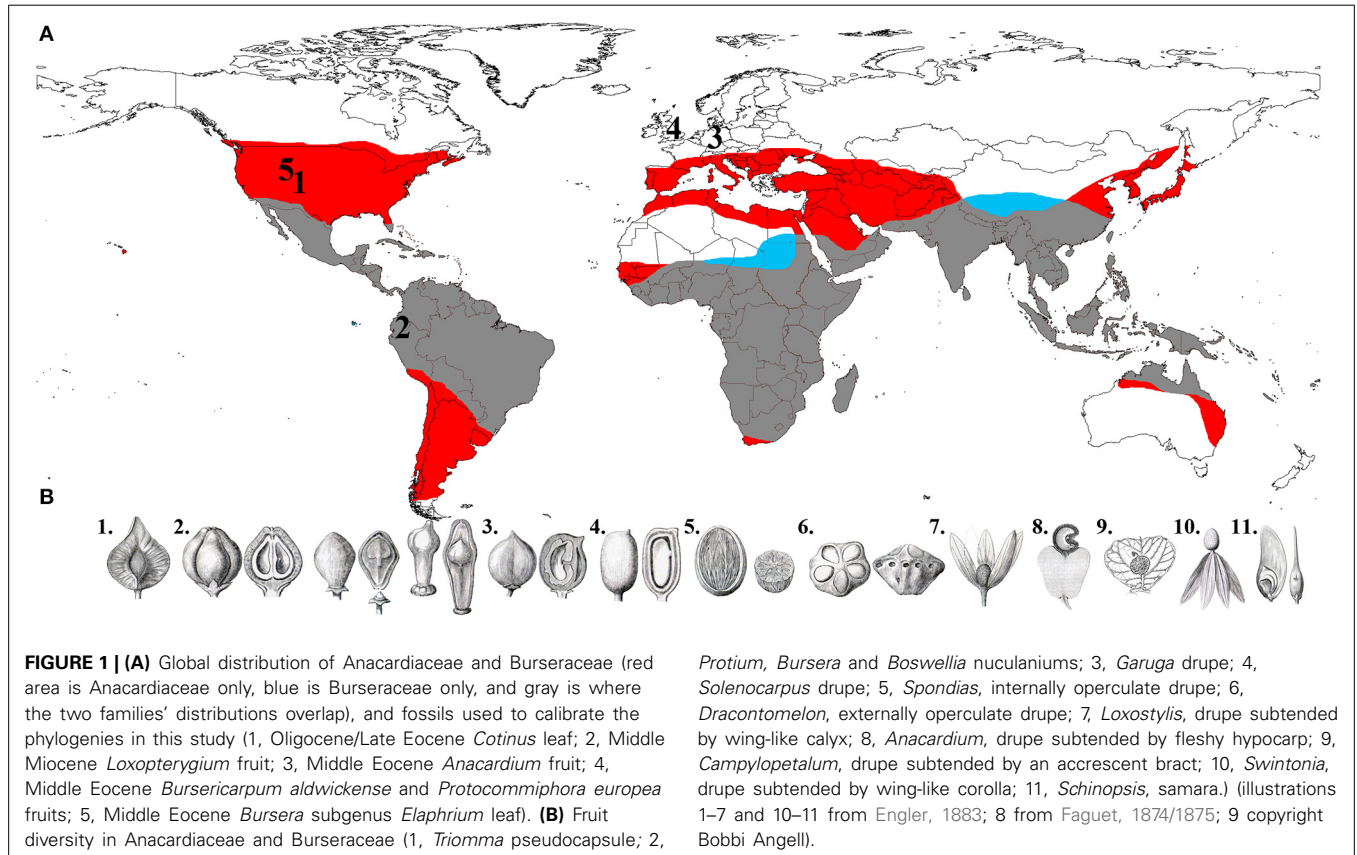 A
5
1
4
3
2
B
1. 2. 3. 4. 5. 6. 7. 8. 9. 10. 11.
FIGURE 1 | (A) Global distribution of Anacardiaceae and Burseraceae (red
area is Anacardiaceae only, blue is Burseraceae only, and gray is where
the two families' distributions overlap), and fossils used to calibrate the
phylogenies in this study (1, Oligocene/Late Eocene Cotinus leaf; 2, Middle
Miocene Loxopterygium fruit; 3, Middle Eocene Anacardium fruit; 4,
Middle Eocene Bursericarpum aldwickense and Protocommiphora europea
fruits; 5, Middle Eocene Bursera subgenus Elaphrium leaf). (B) Fruit
diversity in Anacardiaceae and Burseraceae (1, Triomma pseudocapsule; 2,
Protium, Bursera and Boswellia nuculaniums; 3, Garuga drupe; 4,
Solenocarpus drupe; 5, Spondias, internally operculate drupe; 6,
Dracontomelon, externally operculate drupe; 7, Loxostylis, drupe subtended
by wing-like calyx; 8, Anacardium, drupe subtended by fleshy hypocarp; 9,
Campylopetalum, drupe subtended by an accrescent bract; 10, Swintonia,
drupe subtended by wing-like corolla; 11, Schinopsis, samara.) (illustrations
1–7 and 10–11 from Engler, 1883; 8 from Faguet, 1874/1875; 9 copyright
Bobbi Angell).